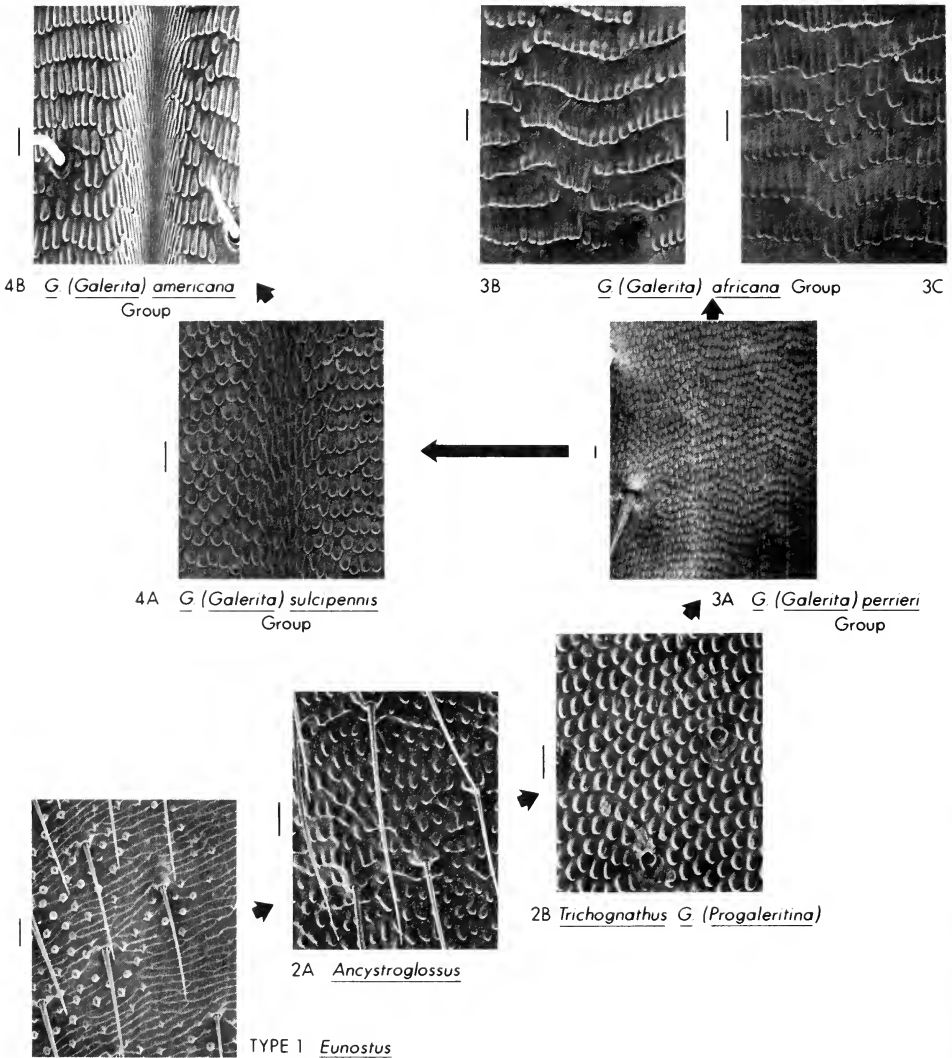 4B G. (Galerita) americana
Group
3B G. (Galerita) africana Group 3C
4A G. (Galerita) sulcipennis
Group
3A G. (Galerita) perrieri
Group
2B Trichognathus G. (Progaleritina)
2A Ancystroglossus
TYPE 1 Eunostus